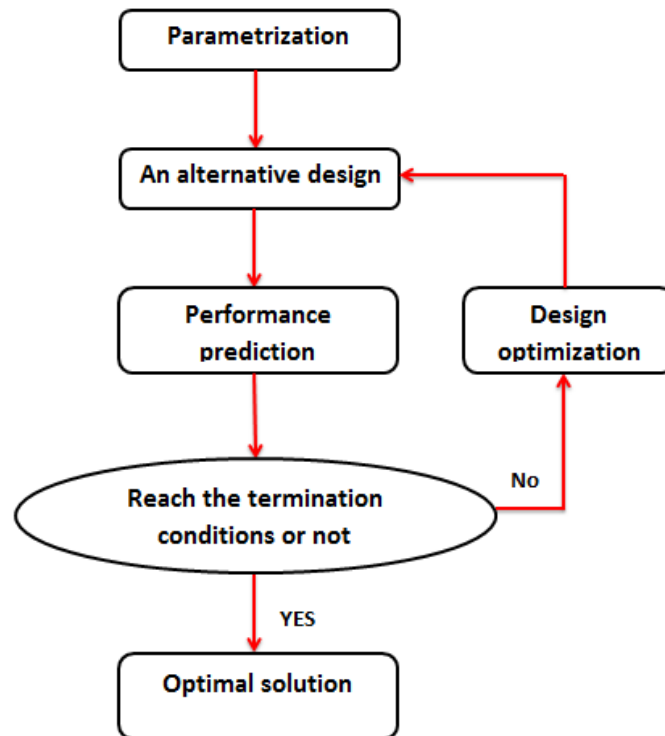 Parametrization
An alternative design
Performance
prediction
Design
optimization
Reach the termination
conditions or not
No
YES
Optimal solution